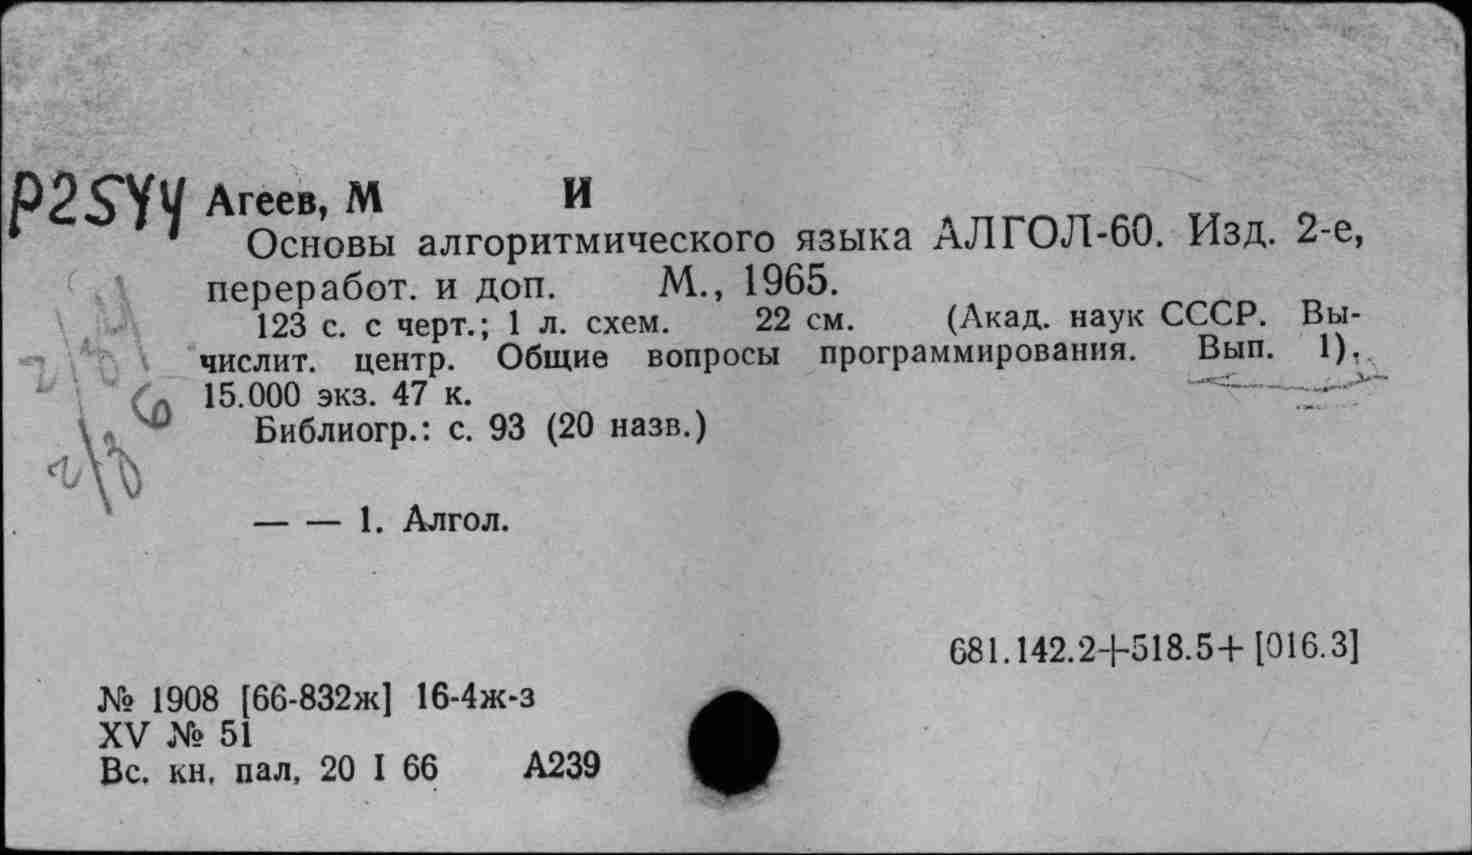 Агеев, М И
Основы алгоритмического языка АЛГОЛ-60. Изд. 2-е,
переработ. и доп. М., 1965.
123 с. с черт.; 1 л. схем. 22 см. (Акад. наук СССР. Вы-
числит. центр. Общие вопросы программирования. Вып. 1).
15.000 экз. 47 к.
Библиогр.: с. 93 (20 назв.)
— — 1. Алгол.
681.142.2+518.5+ [016.3]
№ 1908 [66-832ж] 16-4ж-з
XV № 51
Вс. кн. пал, 20 I 66 А239